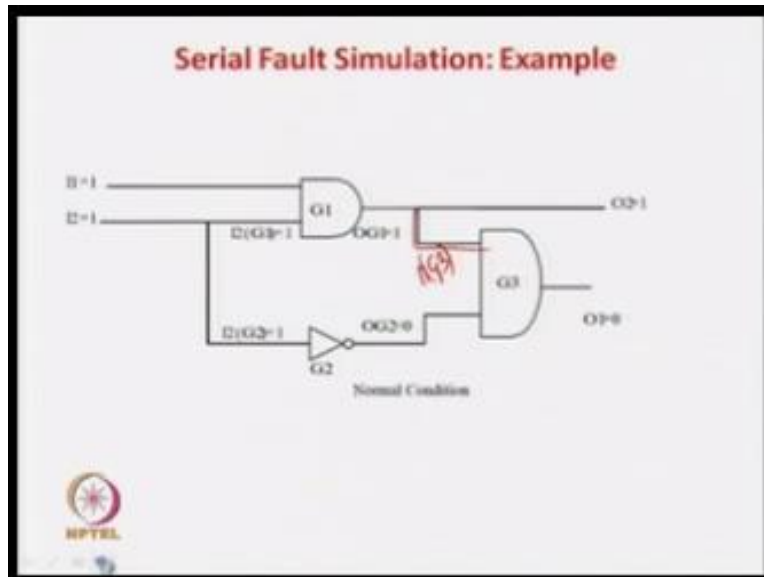 Serial Fault Simulation: Example
I1=1
I2=1
G1
I2(G1)=1
OG1=1
O2=1
G3
O1=0
I2(G2)=1
OG2=0
G2
Normal Condition
NPTEL